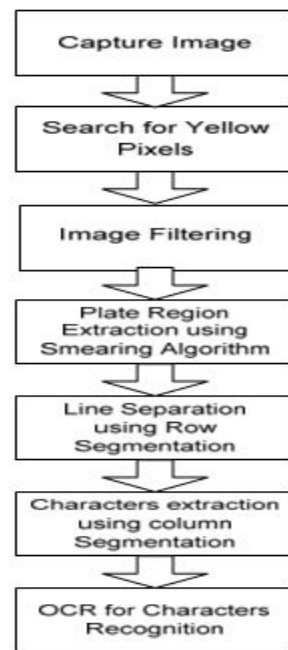 Capture Image
Search for Yellow
Pixels
Image Filtering
Plate Region
Extraction using
Smearing Algorithm
Line Separation
using Row
Segmentation
Characters extraction
using column
Segmentation
OCR for Characters
Recognition